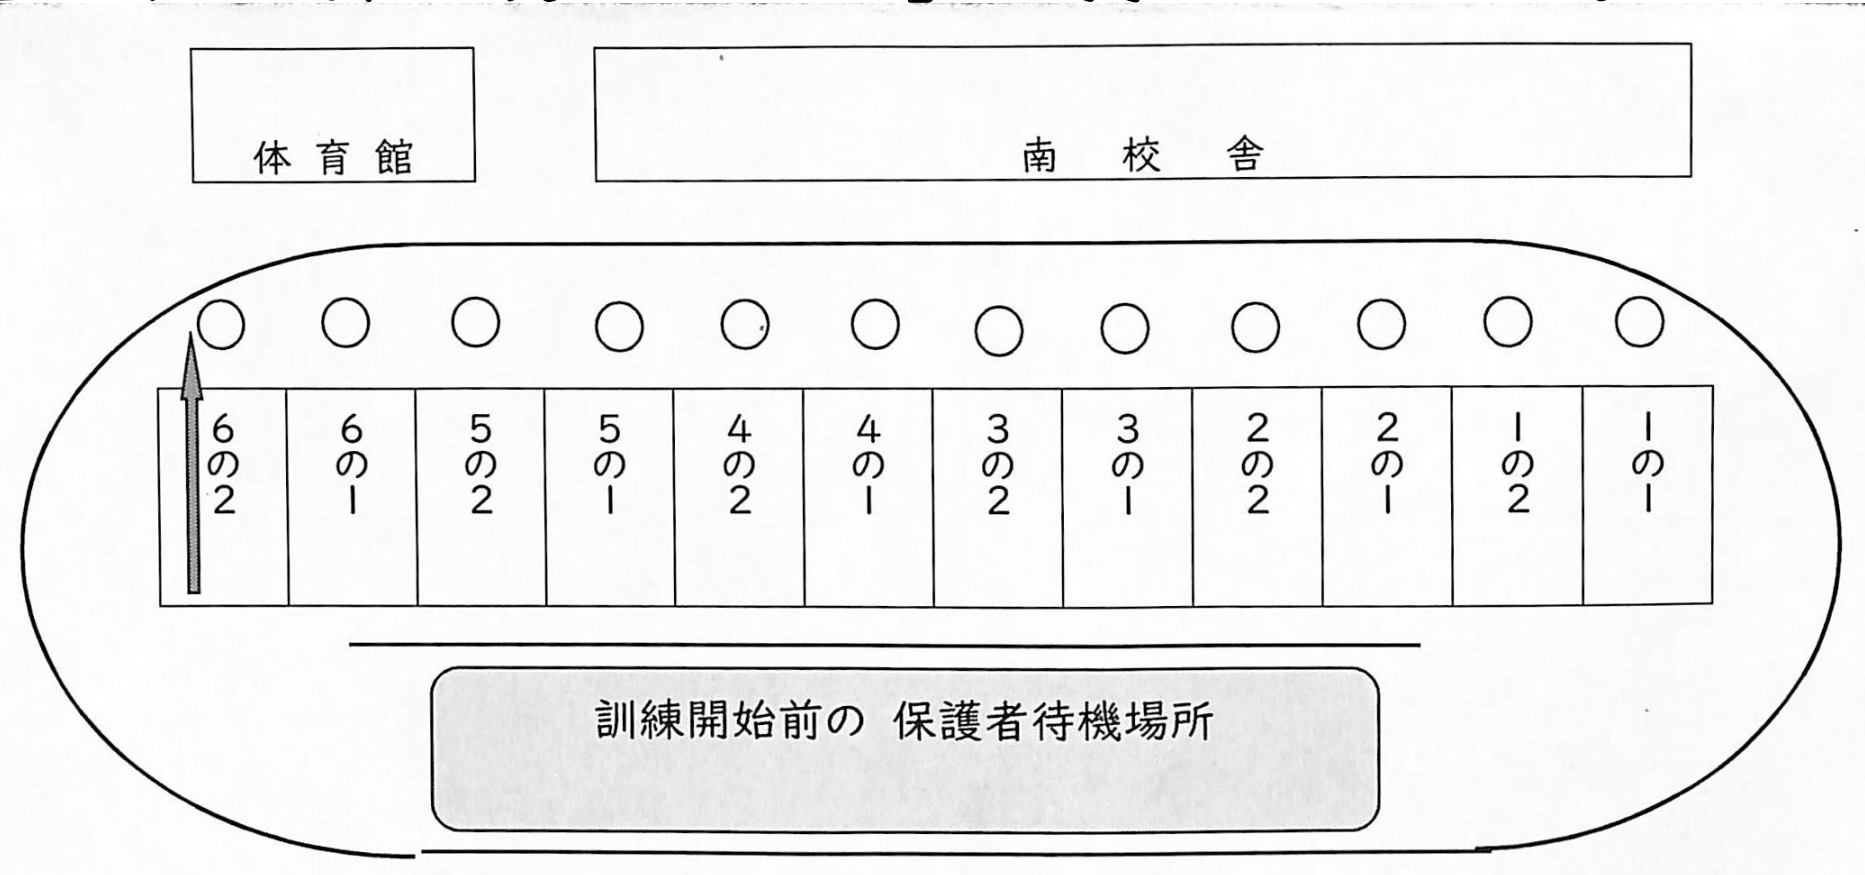 体育館
南校舎
6の2
6の1
5の2
5の1
4の2
4の1
3の2
3の1
2の2
2の1
1の2
1の1
訓練開始前の 保護者待機場所